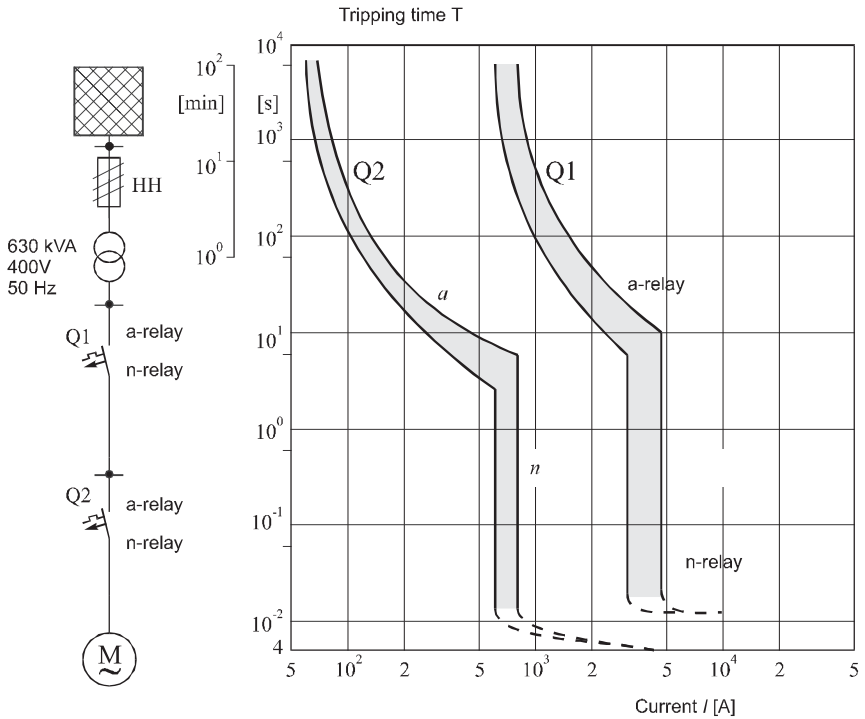 Tripping time T
10⁴
10² 
[min]
[s]
10³
10¹
HH
Q2
Q1
630 kVA
400V
50 Hz
10⁰
10²
a
a-relay
Q1
a-relay
n-relay
10¹
10⁰
n
Q2
a-relay
n-relay
10⁻¹
n-relay
10⁻²
4
M
~
5 10² 2 5 10³ 2 5 10⁴ 2 5
Current I [A]